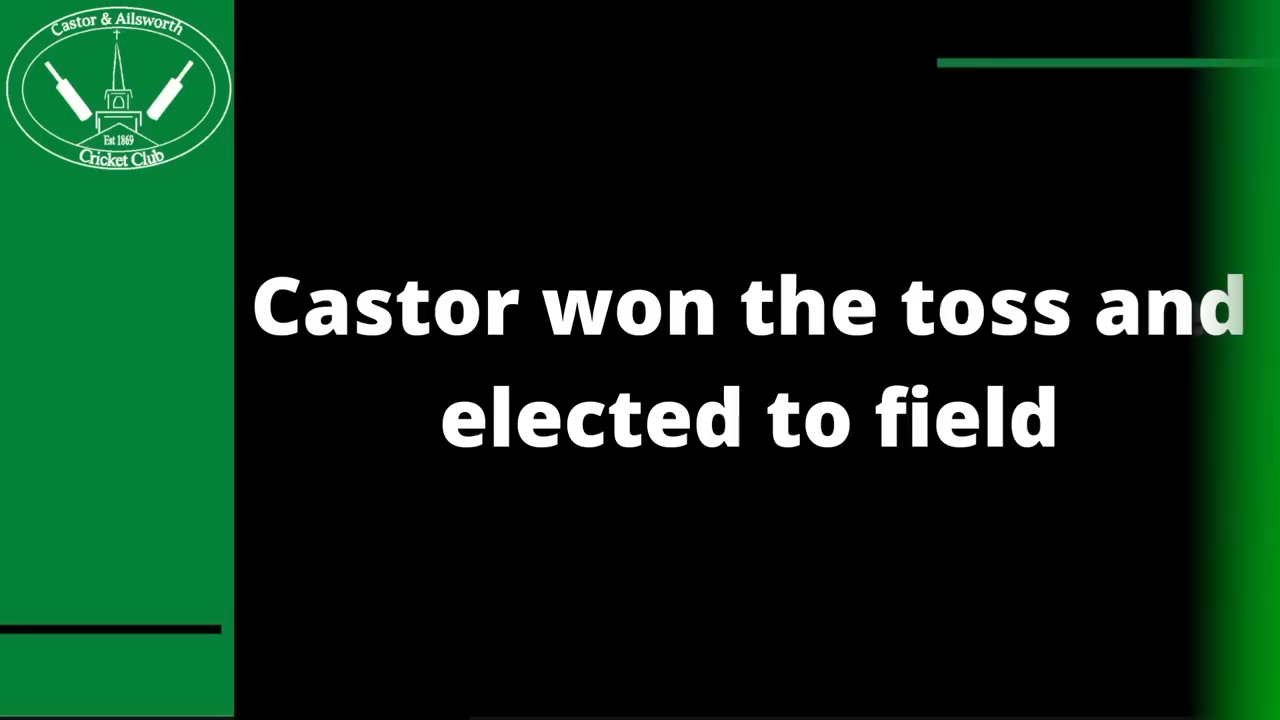 Castor & Ailsworth
Est 1869
Cricket Club
Castor won the toss and
elected to field